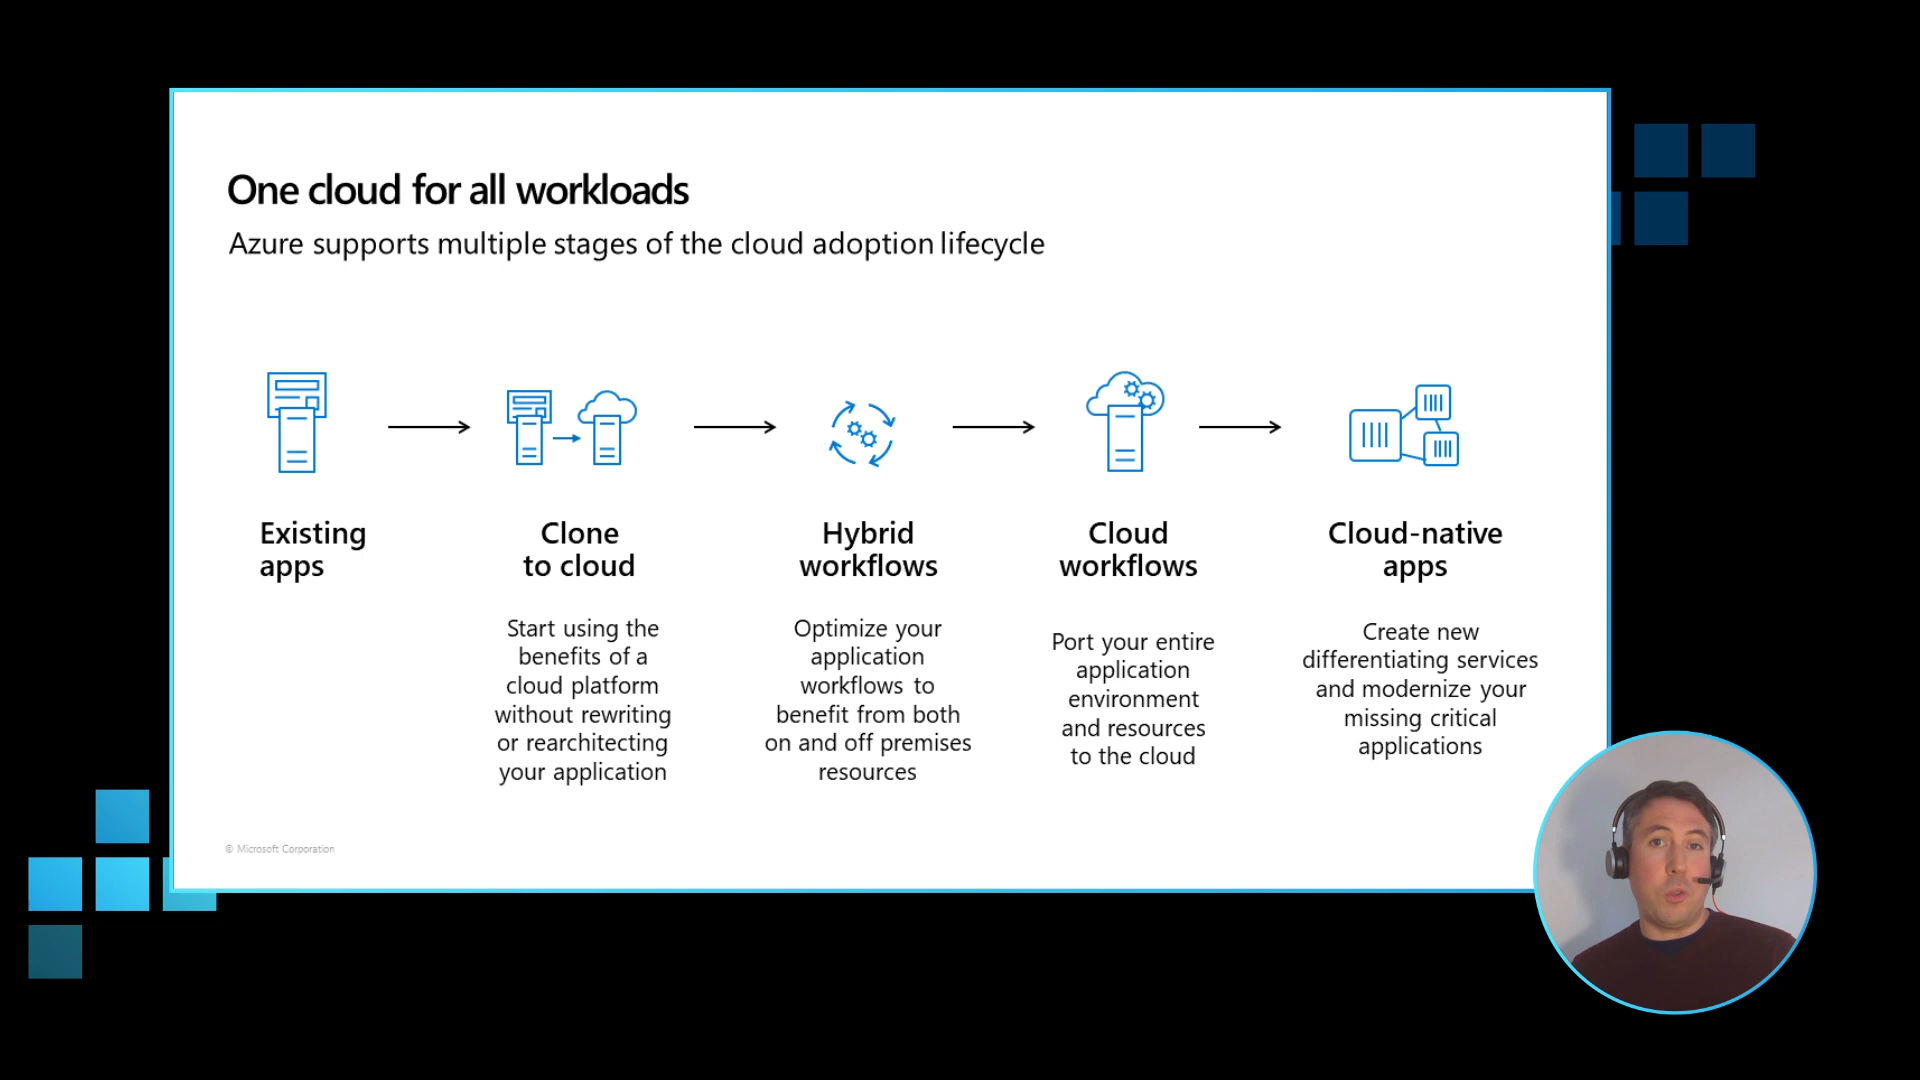 One cloud for all workloads
Azure supports multiple stages of the cloud adoption lifecycle
Existing
apps
Clone
to cloud
Start using the
benefits of a
cloud platform
without rewriting
or rearchitecting
your application
Hybrid
workflows
Optimize your
application
workflows to
benefit from both
on and off premises
resources
Cloud
workflows
Port your entire
application
environment
and resources
to the cloud
Cloud-native
apps
Create new
differentiating services
and modernize your
missing critical
applications
© Microsoft Corporation